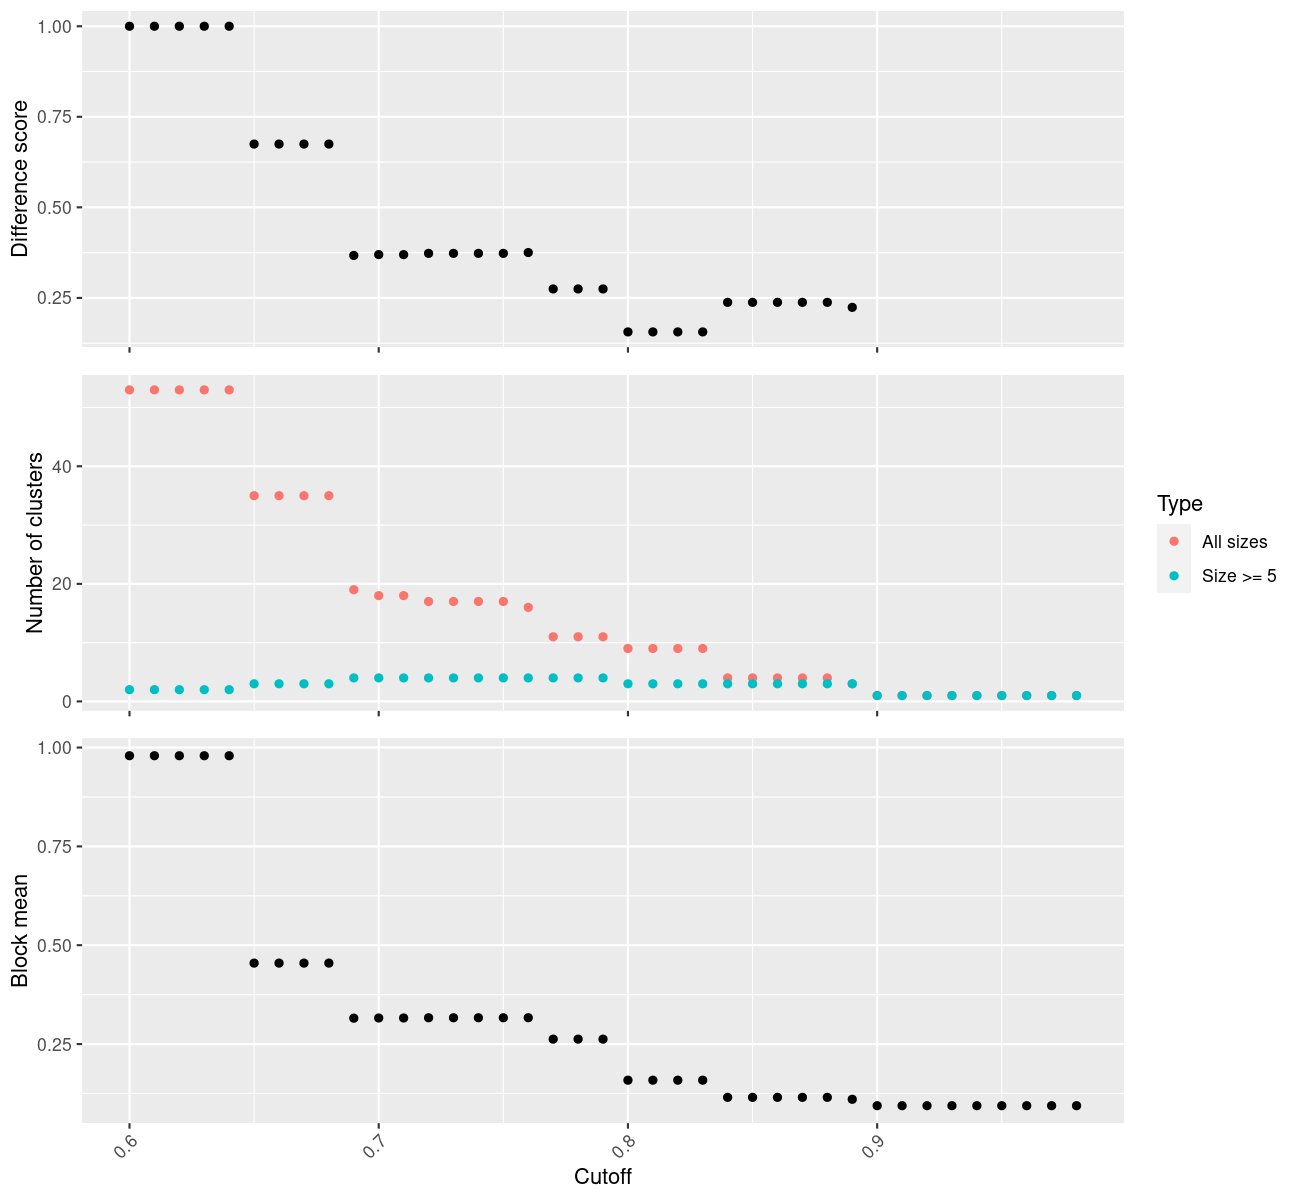 1.00
0.75
0.50
0.25
Difference score
40
20
0
Number of clusters
Type
All sizes
Size >= 5
1.00
0.75
0.50
0.25
Block mean
0.6
0.7
0.8
0.9
Cutoff